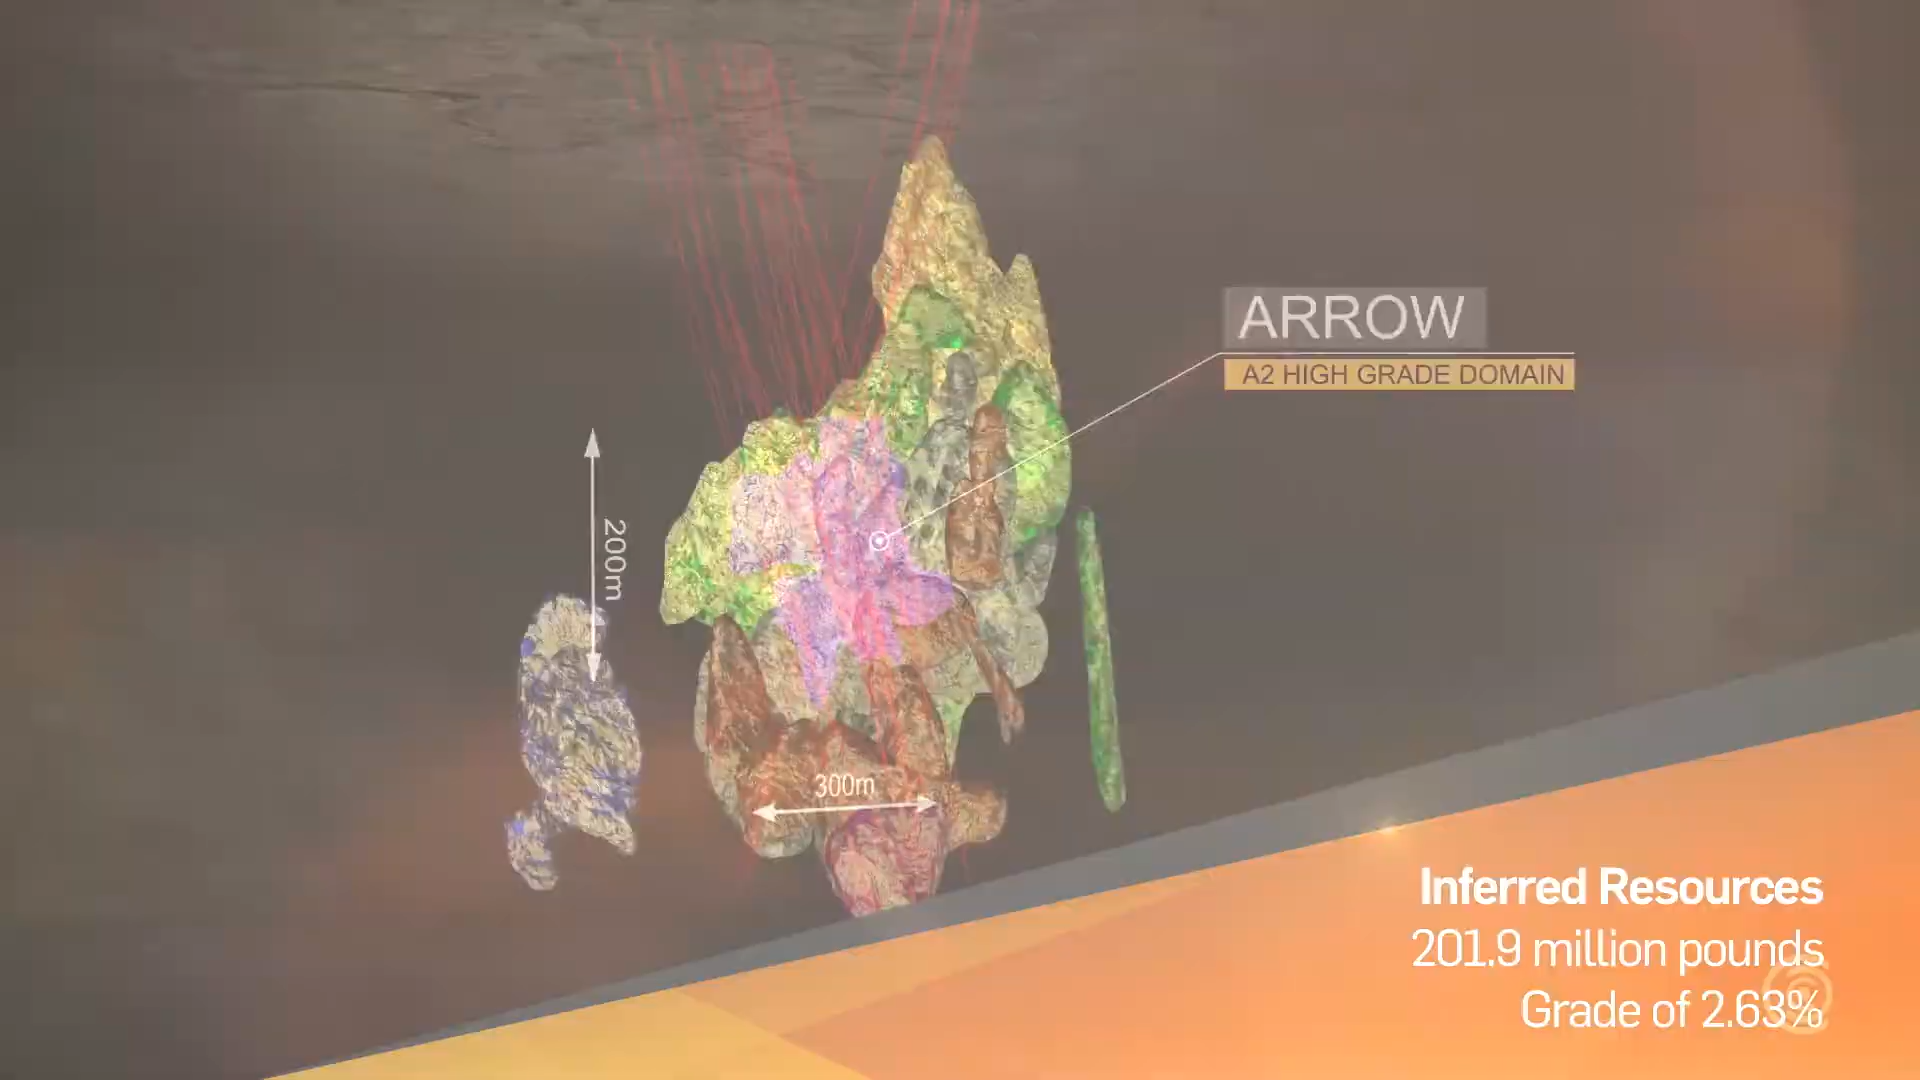 ARROW
A2 HIGH GRADE DOMAIN
200m
300m
Inferred Resources
201.9 million pounds
Grade of 2.63%